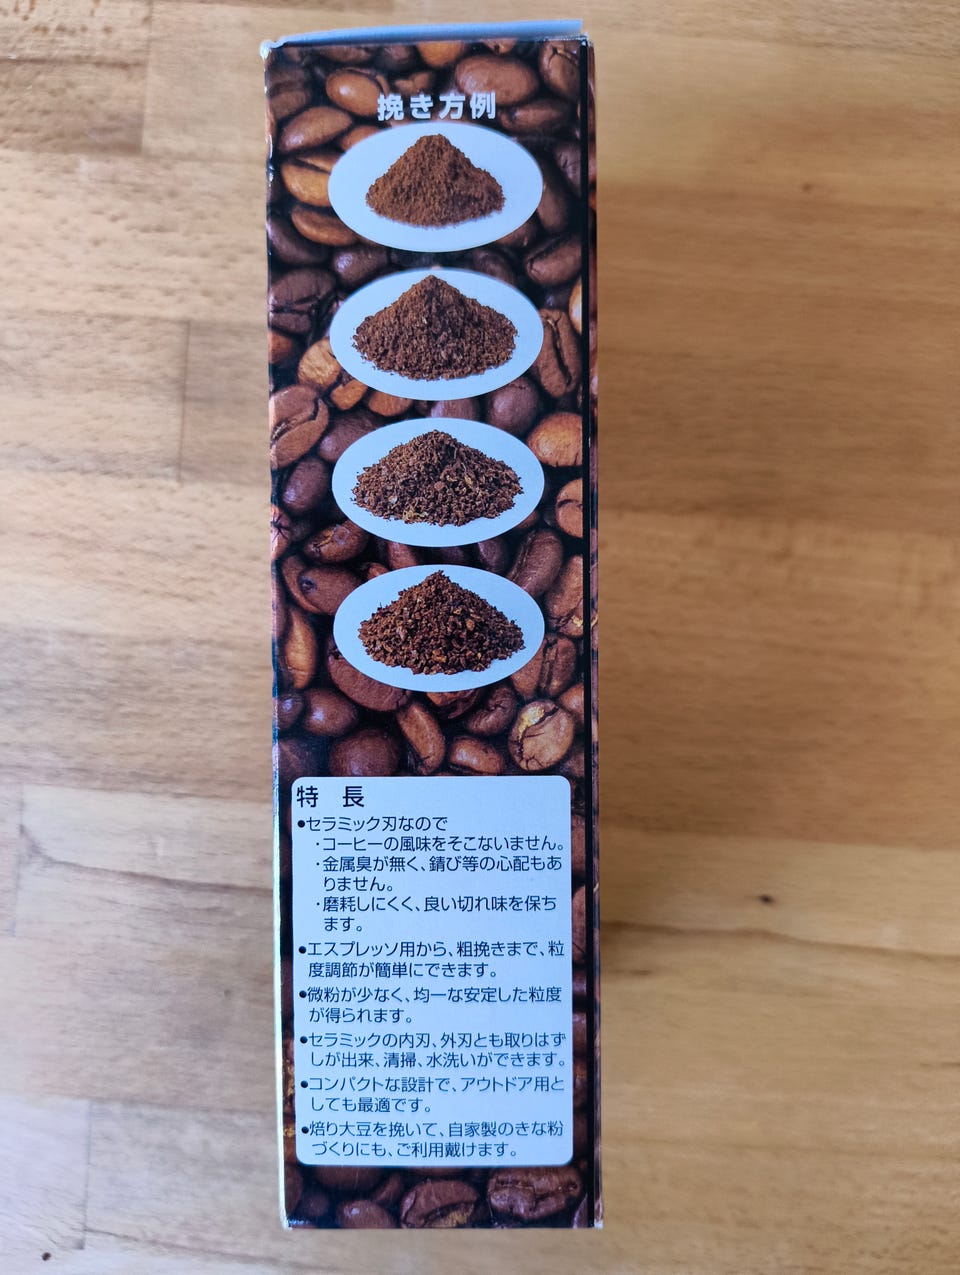 挽き方例
特 長
●セラミック刃なので
・コーヒーの風味をそこないません。
・金属臭が無く、錆び等の心配もあ
りません。
・磨耗しにくく、良い切れ味を保ち
ます。
●エスプレッソ用から、粗挽きまで、粒
度調節が簡単にできます。
●微粉が少なく、均一な安定した粒度
が得られます。
●セラミックの内刃、外刃とも取りはず
しが出来、清掃、水洗いができます。
●コンパクトな設計で、アウトドア用と
しても最適です。
●焙り大豆を挽いて、自家製のきな粉
づくりにも、ご利用戴けます。